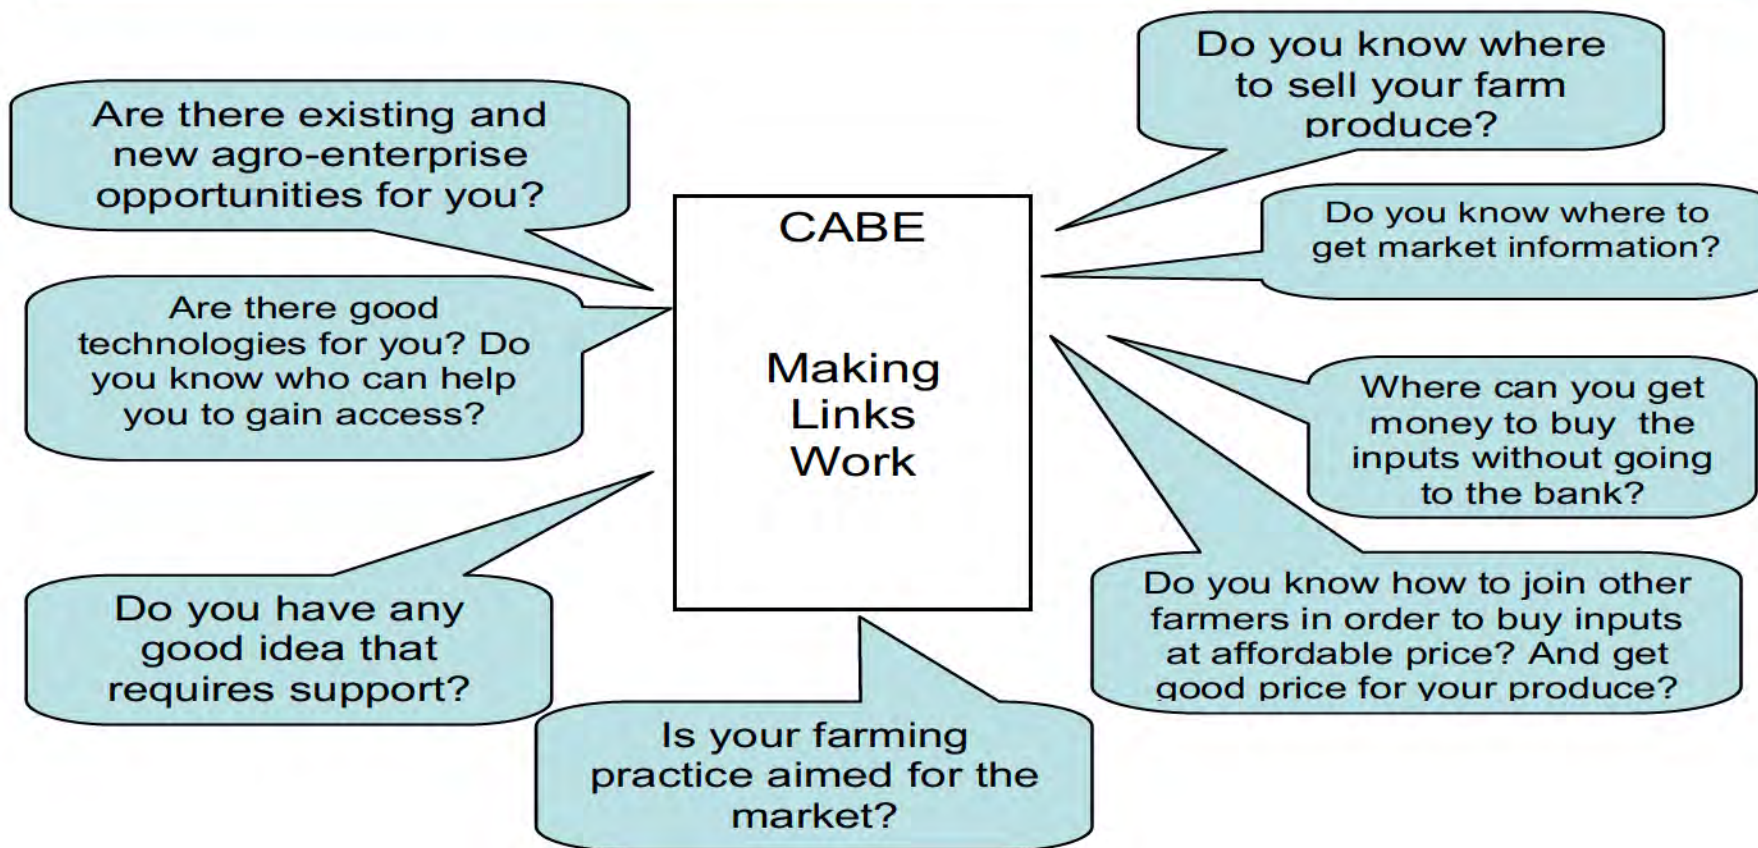 Are there existing and
new agro-enterprise
opportunities for you?
Are there good
technologies for you? Do
you know who can help
you to gain access?
Do you have any
good idea that
requires support?
CABE
Making
Links
Work
Is your farming
practice aimed for the
market?
Do you know where
to sell your farm
produce?
Do you know where to
get market information?
Where can you get
money to buy the
inputs without going
to the bank?
Do you know how to join other
farmers in order to buy inputs
at affordable price? And get
good price for your produce?